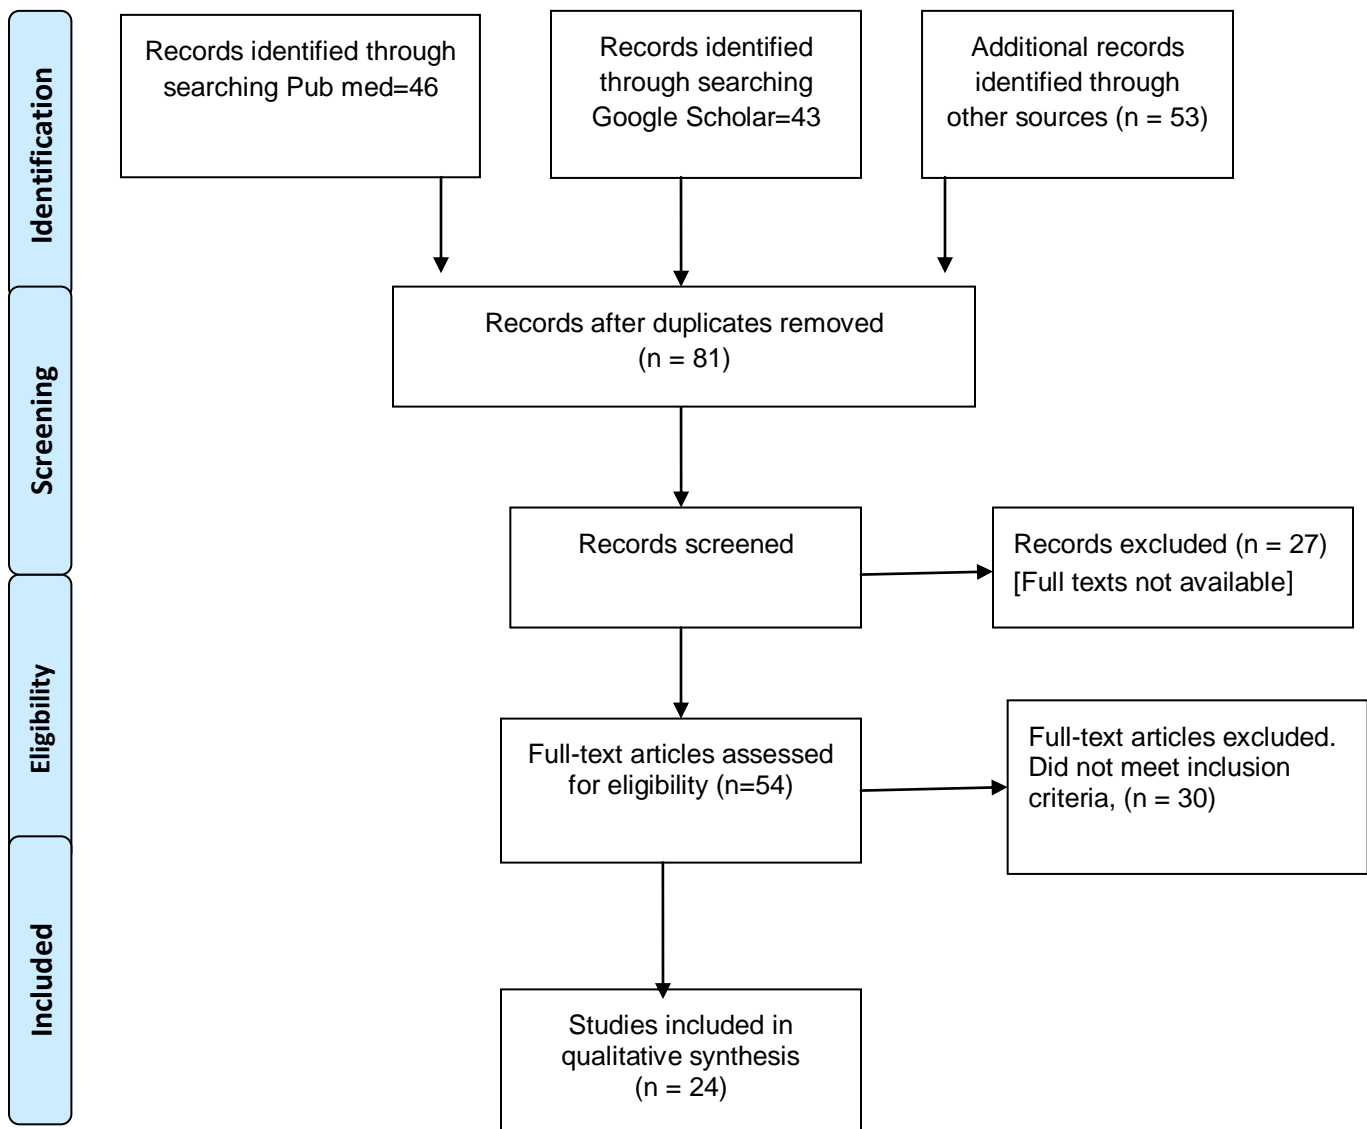 Identification
Records identified through
searching Pub med=46
Records identified
through searching
Google Scholar=43
Additional records
identified through
other sources (n = 53)
Screening
Records after duplicates removed
(n = 81)
Records screened
Records excluded (n = 27)
[Full texts not available]
Eligibility
Full-text articles assessed
for eligibility (n=54)
Full-text articles excluded.
Did not meet inclusion
criteria, (n = 30)
Included
Studies included in
qualitative synthesis
(n = 24)